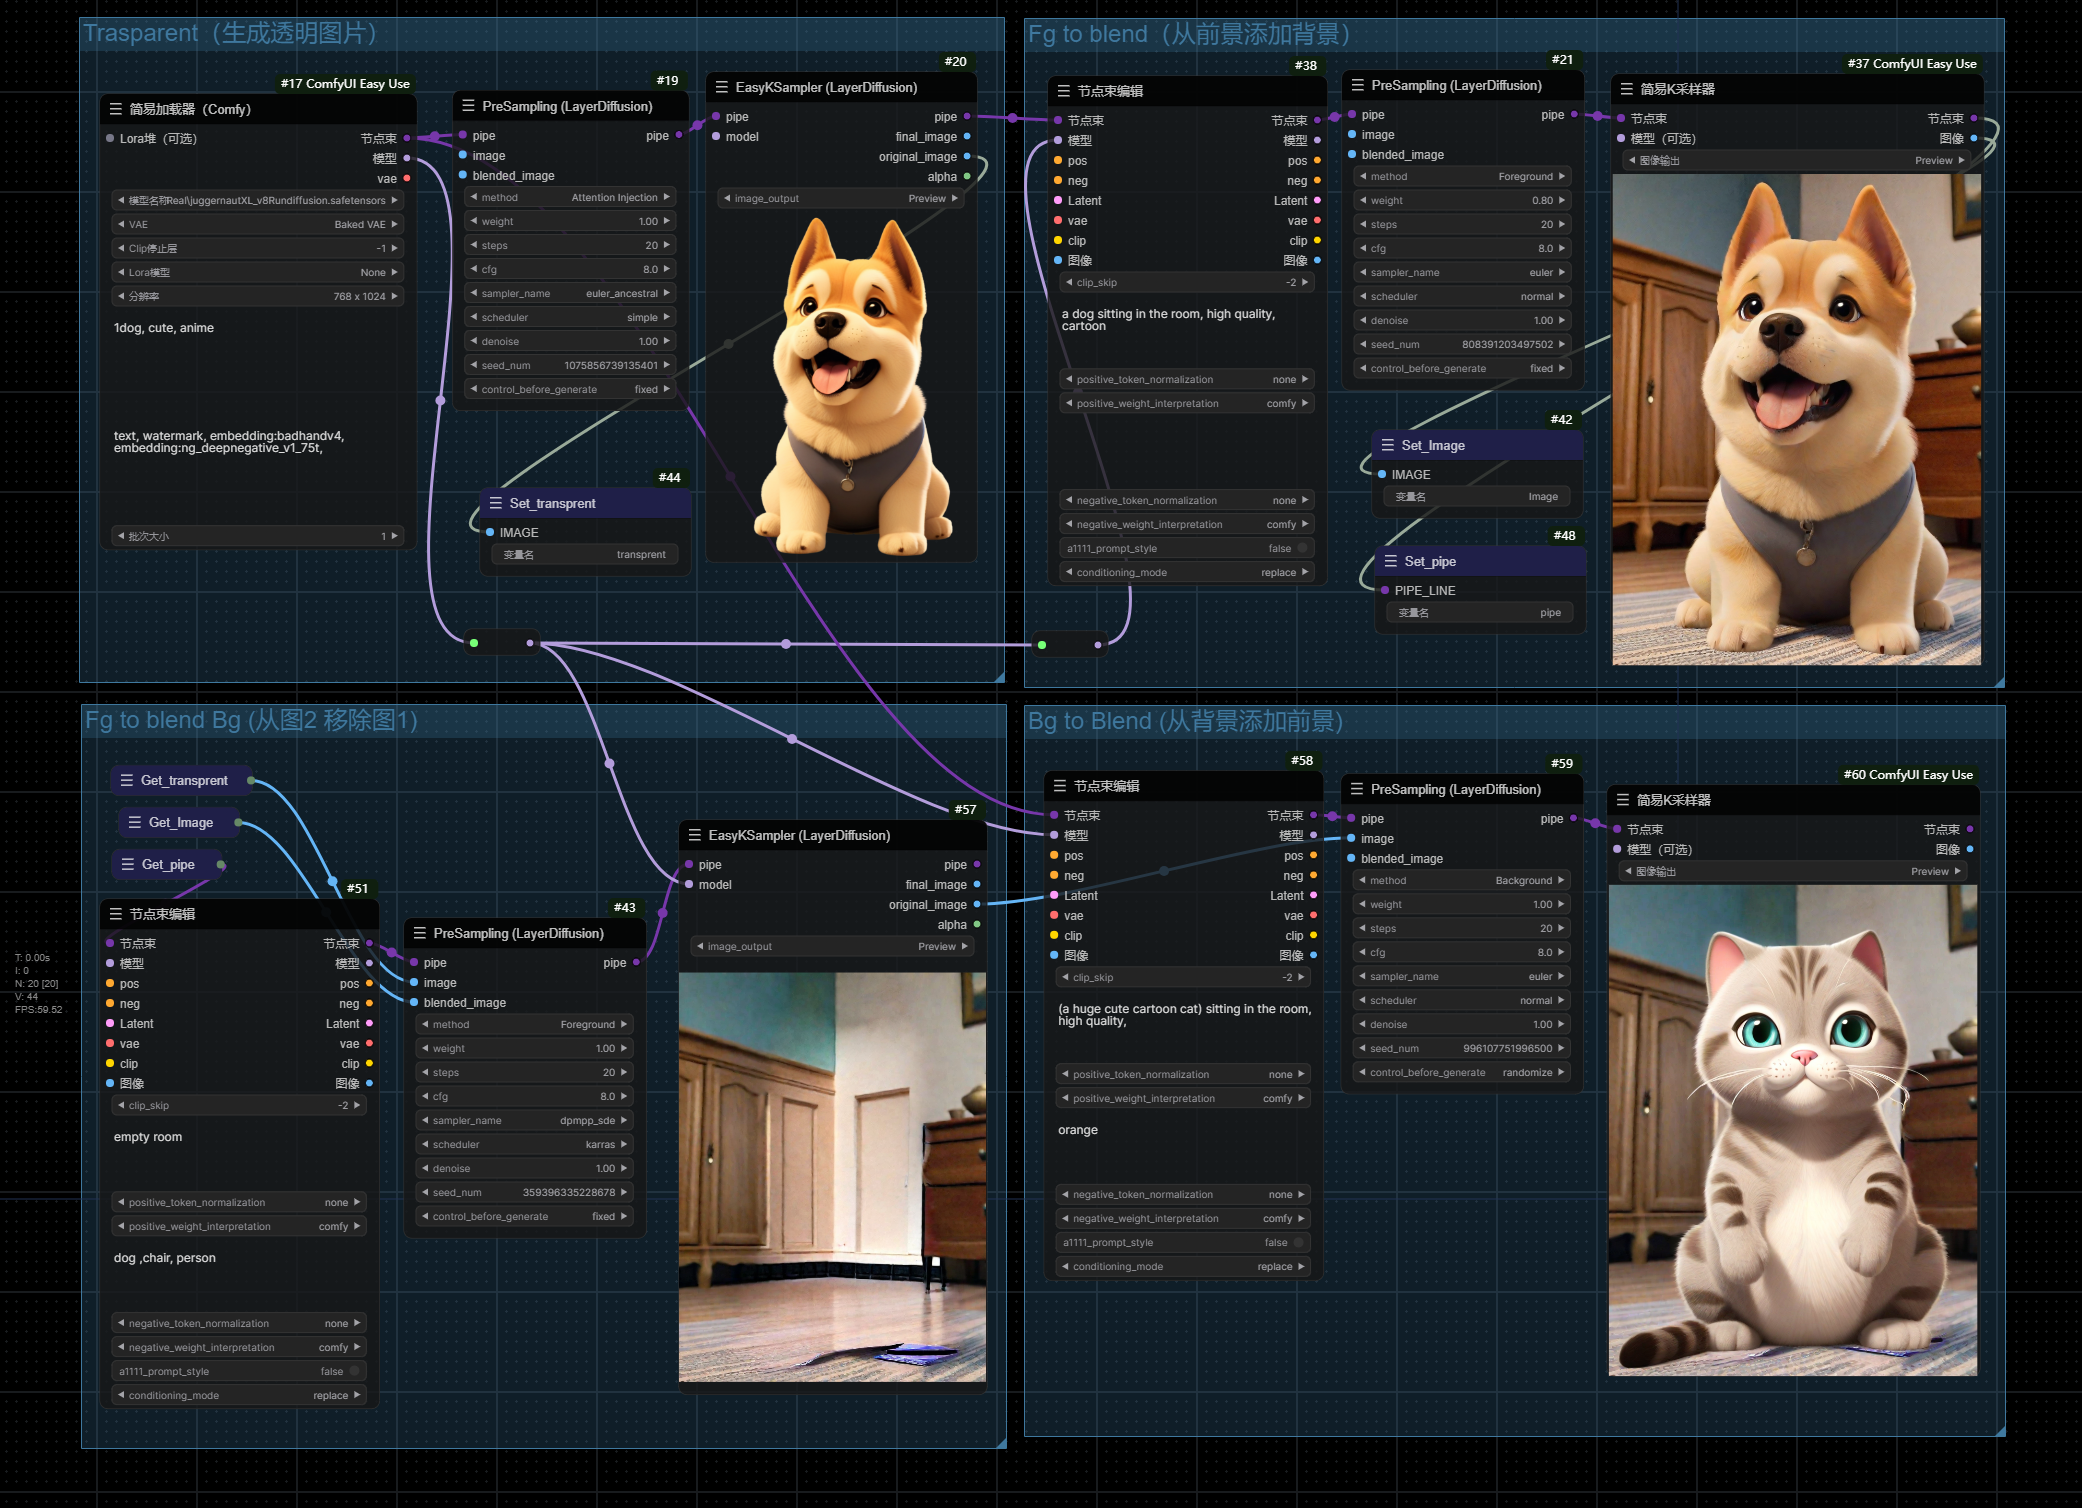 Trasparent（生成透明图片）
#17 ComfyUI Easy Use
简易加载器（Comfy）
Lora堆（可选）
节点束
模型
vae
模型名称Real\juggernautXL_v8Rundiffusion.safetensors
VAE Baked VAE
Clip停止层 -1
Lora模型 None
分辨率 768 x 1024
1dog, cute, anime
text, watermark, embedding:badhandv4,
embedding:ng_deepnegative_v1_75t,
批次大小 1
#19
PreSampling (LayerDiffusion)
pipe pipe
image
blended_image
method Attention Injection
weight 1.00
steps 20
cfg 8.0
sampler_name euler_ancestral
scheduler simple
denoise 1.00
seed_num 1075856739135401
control_before_generate fixed
#44
Set_transprent
IMAGE
变量名 transprent
#20
EasyKSampler (LayerDiffusion)
pipe pipe
model final_image
original_image
alpha
image_output Preview
Fg to blend（从前景添加背景）
#38
节点束编辑
节点束 节点束
模型 模型
pos pos
neg neg
Latent Latent
vae vae
clip clip
图像 图像
clip_skip -2
a dog sitting in the room, high quality,
cartoon
positive_token_normalization none
positive_weight_interpretation comfy
negative_token_normalization none
negative_weight_interpretation comfy
a1111_prompt_style false
conditioning_mode replace
#21
PreSampling (LayerDiffusion)
pipe pipe
image
blended_image
method Foreground
weight 0.80
steps 20
cfg 8.0
sampler_name euler
scheduler normal
denoise 1.00
seed_num 808391203497502
control_before_generate fixed
#42
Set_Image
IMAGE
变量名 Image
#48
Set_pipe
PIPE_LINE
变量名 pipe
#37 ComfyUI Easy Use
简易K采样器
节点束 节点束
模型（可选） 图像
图像输出 Preview
Fg to blend Bg (从图2 移除图1)
Get_transprent
Get_Image
Get_pipe
#51
节点束编辑
节点束 节点束
模型 模型
pos pos
neg neg
Latent Latent
vae vae
clip clip
图像 图像
clip_skip -2
empty room
positive_token_normalization none
positive_weight_interpretation comfy
dog ,chair, person
negative_token_normalization none
negative_weight_interpretation comfy
a1111_prompt_style false
conditioning_mode replace
T: 0.00s
I: 0
N: 20 [20]
V: 44
FPS:59.52
#43
PreSampling (LayerDiffusion)
pipe pipe
image
blended_image
method Foreground
weight 1.00
steps 20
cfg 8.0
sampler_name dpmpp_sde
scheduler karras
denoise 1.00
seed_num 359396335228678
control_before_generate fixed
#57
EasyKSampler (LayerDiffusion)
pipe pipe
model final_image
original_image
alpha
image_output Preview
Bg to Blend (从背景添加前景)
#58
节点束编辑
节点束 节点束
模型 模型
pos pos
neg neg
Latent Latent
vae vae
clip clip
图像 图像
clip_skip -2
(a huge cute cartoon cat) sitting in the room,
high quality,
positive_token_normalization none
positive_weight_interpretation comfy
orange
negative_token_normalization none
negative_weight_interpretation comfy
a1111_prompt_style false
conditioning_mode replace
#59
PreSampling (LayerDiffusion)
pipe pipe
image
blended_image
method Background
weight 1.00
steps 20
cfg 8.0
sampler_name euler
scheduler normal
denoise 1.00
seed_num 996107751996500
control_before_generate randomize
#60 ComfyUI Easy Use
简易K采样器
节点束 节点束
模型（可选） 图像
图像输出 Preview